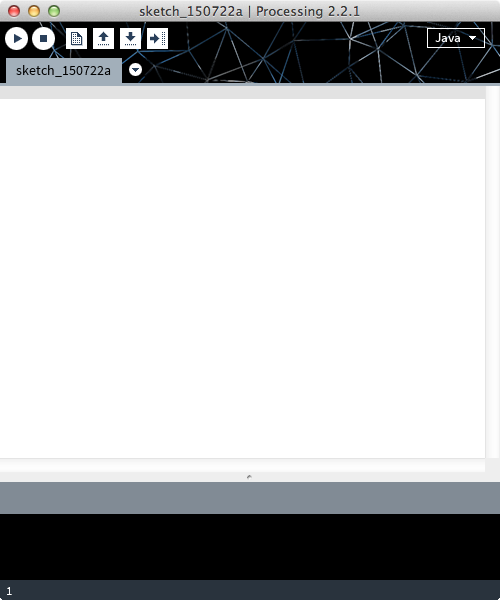 sketch_150722a | Processing 2.2.1
Java
sketch_150722a
1